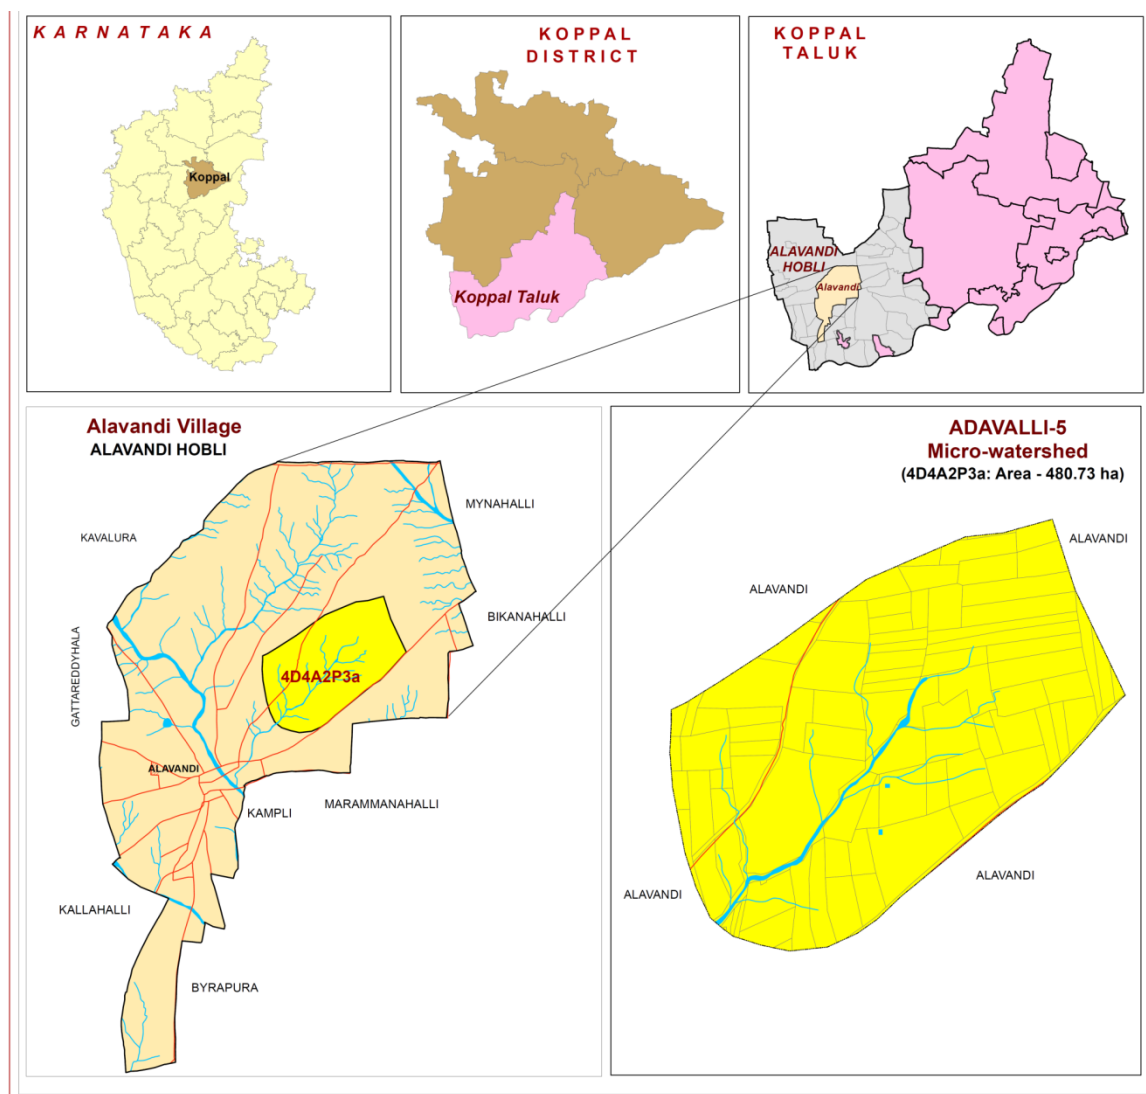 KARNATAKA
Koppal
KOPPAL
DISTRICT
Koppal Taluk
KOPPAL
TALUK
ALAVANDI
HOBLI
Alavandi
Alavandi Village
ALAVANDI HOBLI
MYNAHALLI
KAVALURA
BIKANAHALLI
GATTAREDDYHALA
4D4A2P3a
ALAVANDI
KAMPLI
MARAMMANAHALLI
KALLAHALLI
BYRAPURA
ADAVALLI-5
Micro-watershed
(4D4A2P3a: Area - 480.73 ha)
ALAVANDI
ALAVANDI
ALAVANDI
ALAVANDI